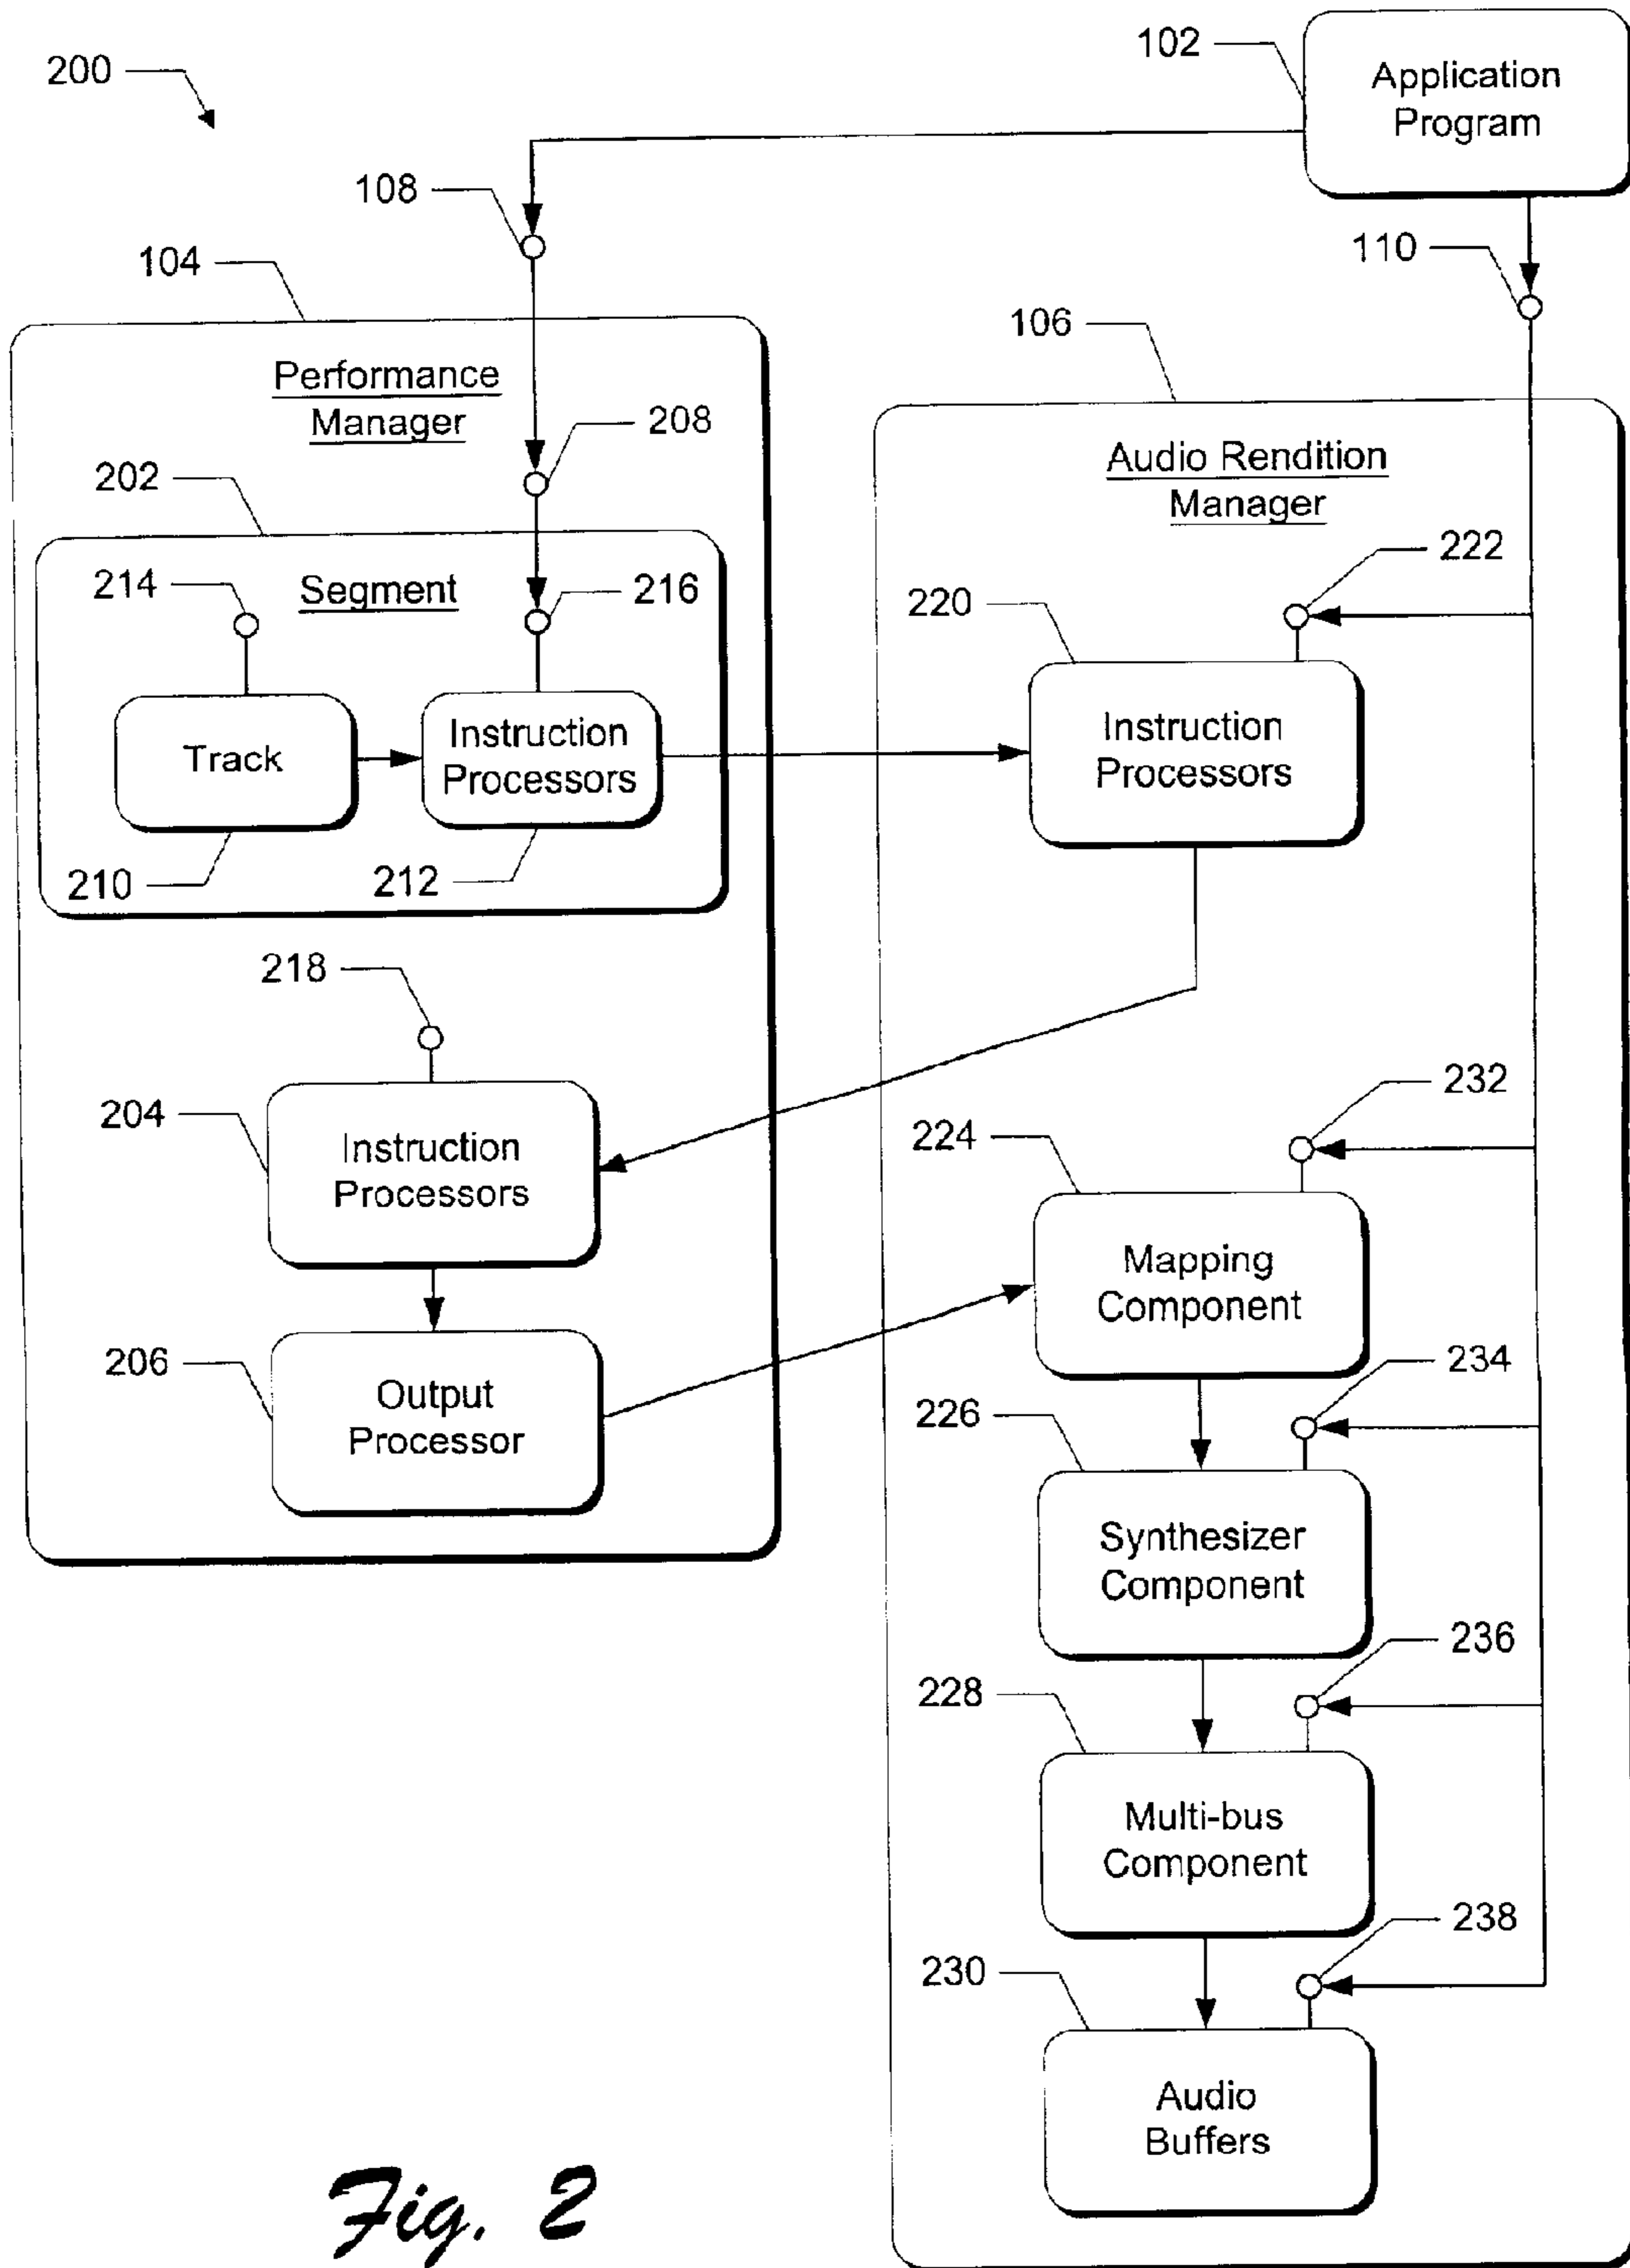 200
102
Application
Program
108
110
104
106
Performance
Manager
208
Audio Rendition
Manager
202
222
214
Segment
216
220
Track
Instruction
Processors
Instruction
Processors
210
212
218
232
204
224
Instruction
Processors
Mapping
Component
206
234
Output
Processor
226
Synthesizer
Component
236
228
Multi-bus
Component
238
230
Audio
Buffers
Fig. 2